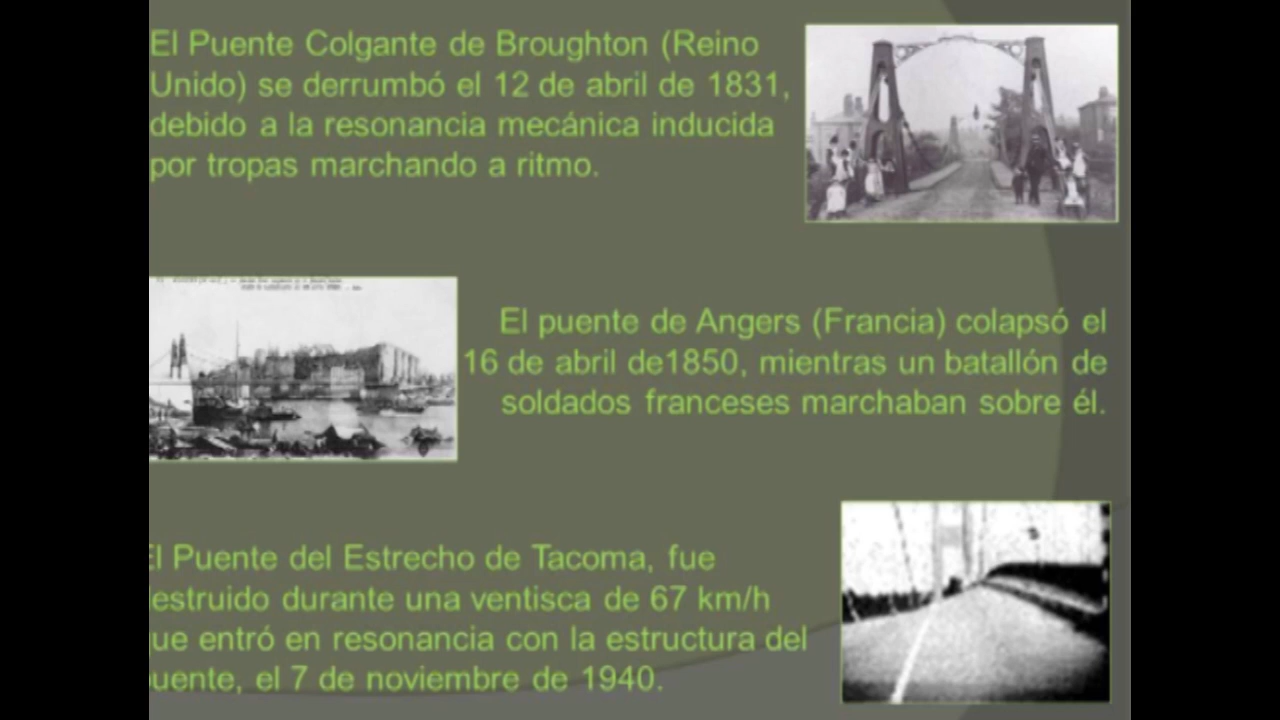 El Puente Colgante de Broughton (Reino
Unido) se derrumbó el 12 de abril de 1831,
debido a la resonancia mecánica inducida
por tropas marchando a ritmo.
El puente de Angers (Francia) colapsó el
16 de abril de1850, mientras un batallón de
soldados franceses marchaban sobre él.
El Puente del Estrecho de Tacoma, fue
estruido durante una ventisca de 67 km/h
ue entró en resonancia con la estructura del
uente, el 7 de noviembre de 1940.